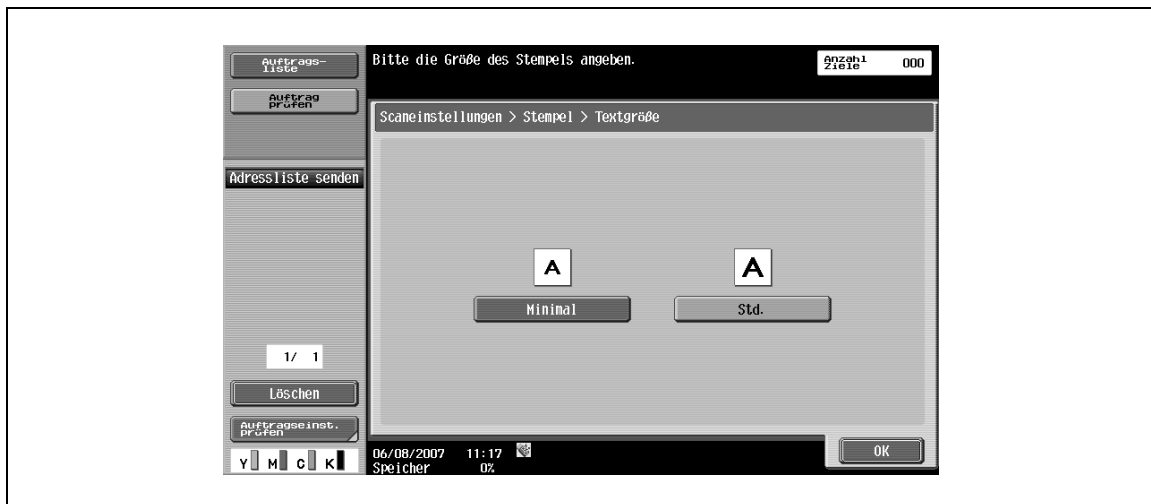 Auftrags-
liste
Auftrag
prüfen
Adressliste senden
1/ 1
Löschen
Auftragseinst.
prüfen
Y M C K
Bitte die Größe des Stempels angeben.
Anzahl
Ziele 000
Scaneinstellungen > Stempel > Textgröße
A A
Minimal Std.
06/08/2007 11:17
Speicher 0%
OK